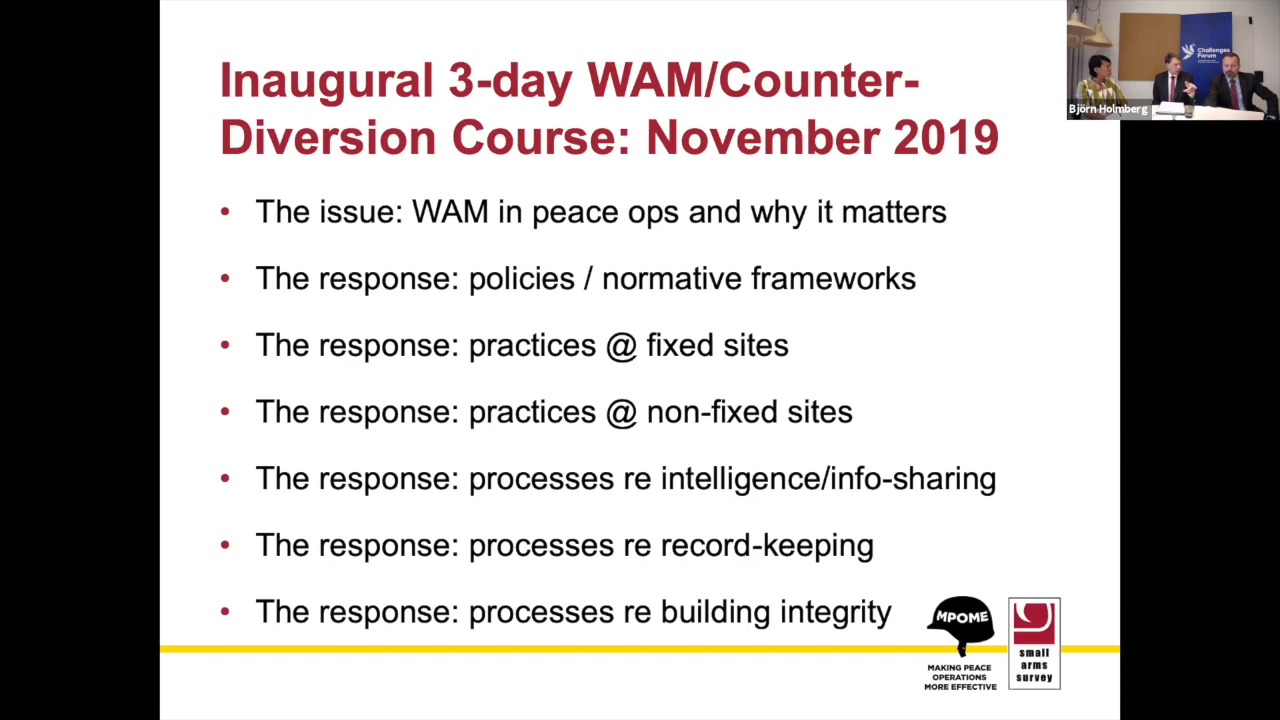 Inaugural 3-day WAM/Counter-
Diversion Course: November 2019
• The issue: WAM in peace ops and why it matters
• The response: policies / normative frameworks
• The response: practices @ fixed sites
• The response: practices @ non-fixed sites
• The response: processes re intelligence/info-sharing
• The response: processes re record-keeping
• The response: processes re building integrity
MPOME
MAKING PEACE
OPERATIONS
MORE EFFECTIVE
small
arms
survey
Challenges
Forum
Björn Holmberg